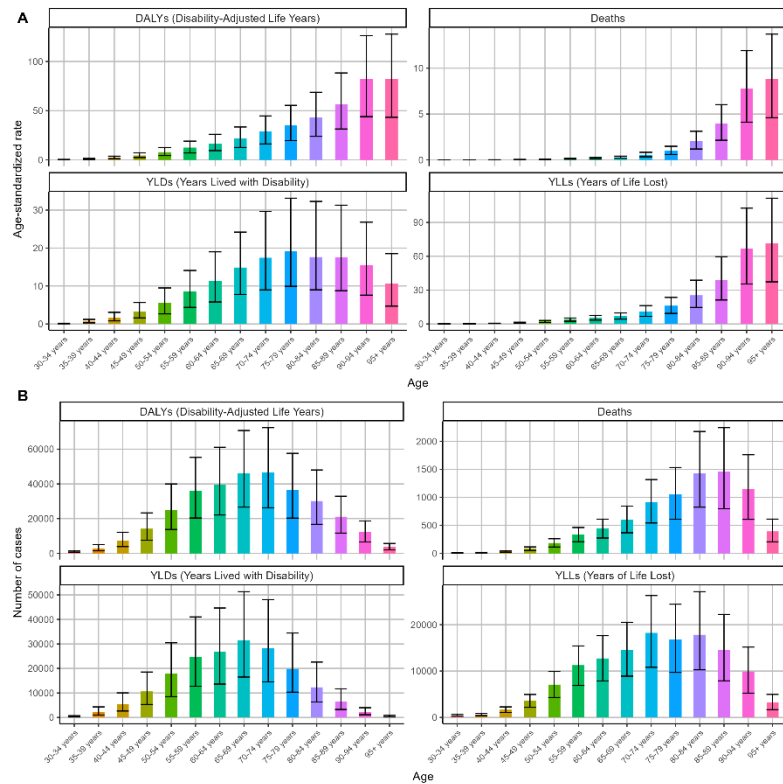 A
DALYs (Disability-Adjusted Life Years)
Deaths
100
50
0
10
5
0
YLDs (Years Lived with Disability)
YLLs (Years of Life Lost)
30
20
10
0
90
60
30
0
Age-standardized rate
30-34 years
35-39 years
40-44 years
45-49 years
50-54 years
55-59 years
60-64 years
65-69 years
70-74 years
75-79 years
80-84 years
85-89 years
90-94 years
95+ years
30-34 years
35-39 years
40-44 years
45-49 years
50-54 years
55-59 years
60-64 years
65-69 years
70-74 years
75-79 years
80-84 years
85-89 years
90-94 years
95+ years
Age
B
DALYs (Disability-Adjusted Life Years)
Deaths
60000
40000
20000
0
2000
1500
1000
500
0
YLDs (Years Lived with Disability)
YLLs (Years of Life Lost)
50000
40000
30000
20000
10000
0
20000
10000
0
Number of cases
30-34 years
35-39 years
40-44 years
45-49 years
50-54 years
55-59 years
60-64 years
65-69 years
70-74 years
75-79 years
80-84 years
85-89 years
90-94 years
95+ years
30-34 years
35-39 years
40-44 years
45-49 years
50-54 years
55-59 years
60-64 years
65-69 years
70-74 years
75-79 years
80-84 years
85-89 years
90-94 years
95+ years
Age